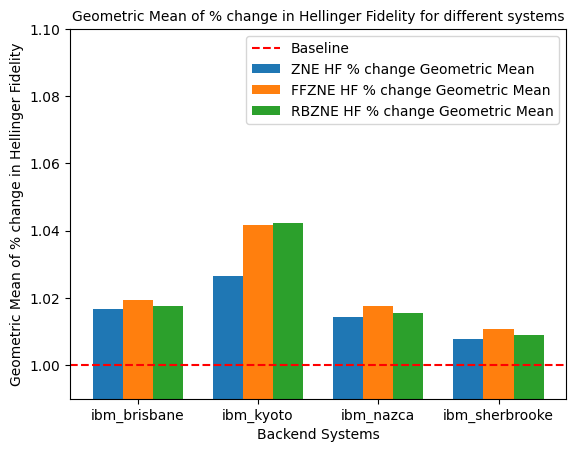 Geometric Mean of % change in Hellinger Fidelity for different systems
Geometric Mean of % change in Hellinger Fidelity
1.10
1.08
1.06
1.04
1.02
1.00
Baseline
ZNE HF % change Geometric Mean
FFZNE HF % change Geometric Mean
RBZNE HF % change Geometric Mean
ibm_brisbane ibm_kyoto ibm_nazca ibm_sherbrooke
Backend Systems